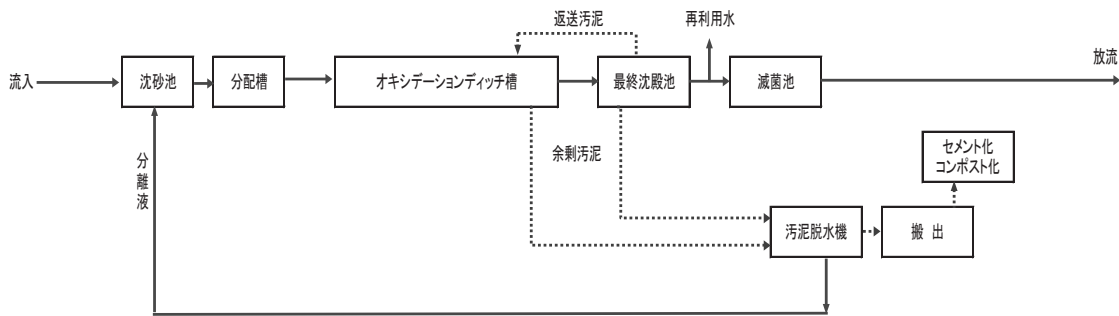 返送汚泥
再利用水
流入
沈砂池
分配槽
オキシデーションディッチ槽
最終沈殿池
滅菌池
放流
分離液
余剰汚泥
セメント化
コンポスト化
汚泥脱水機
搬 出